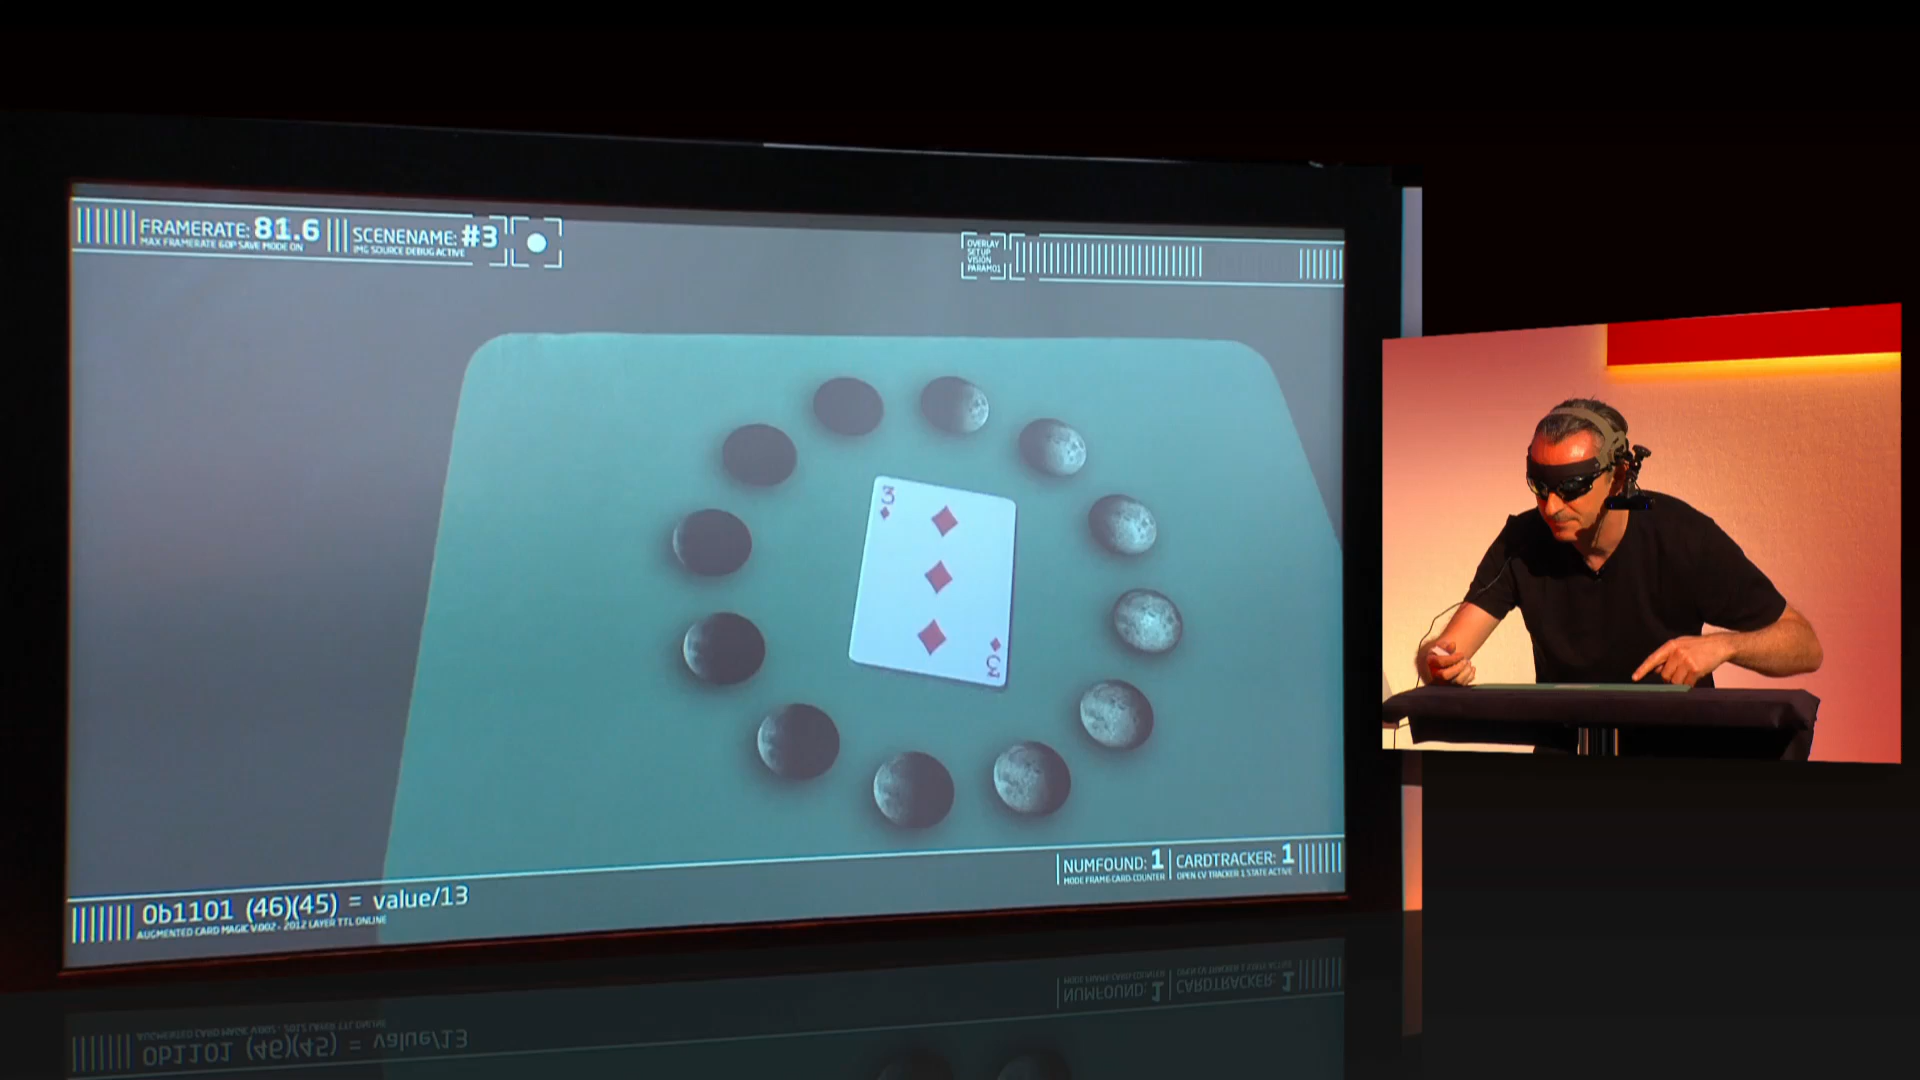 FRAMERATE: 81.6
MAX FRAMERATE 60P SAVE MODE ON
SCENENAME: #3
IMG SOURCE DEBUG ACTIVE
OVERLAY
SETUP
VISION
PARAM01
3
3
NUMFOUND: 1
MODE FRAME CARD COUNTER
CARDTRACKER: 1
OPEN CV TRACKER 1 STATE ACTIVE
0b1101 (46)(45) = value/13
AUGMENTED CARD MAGIC V.002 - 2012 LAYER TTL ONLINE